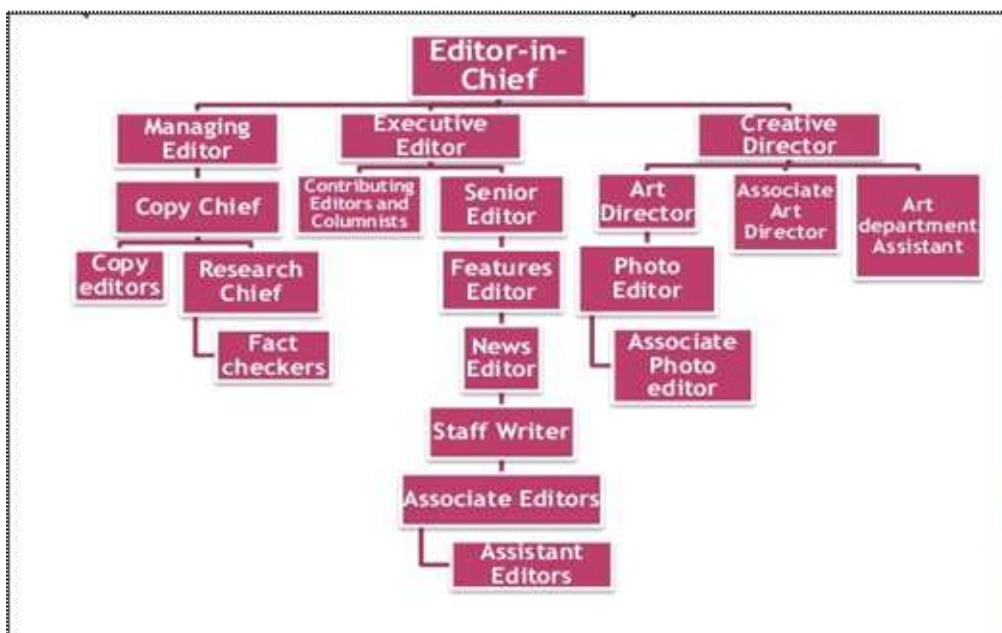 Editor-in-
Chief
Managing
Editor
Executive
Editor
Creative
Director
Copy Chief
Contributing
Editors and
Columnists
Senior
Editor
Art
Director
Associate
Art
Director
Art
department
Assistant
Copy
editors
Research
Chief
Features
Editor
Photo
Editor
Fact
checkers
News
Editor
Associate
Photo
editor
Staff Writer
Associate Editors
Assistant
Editors